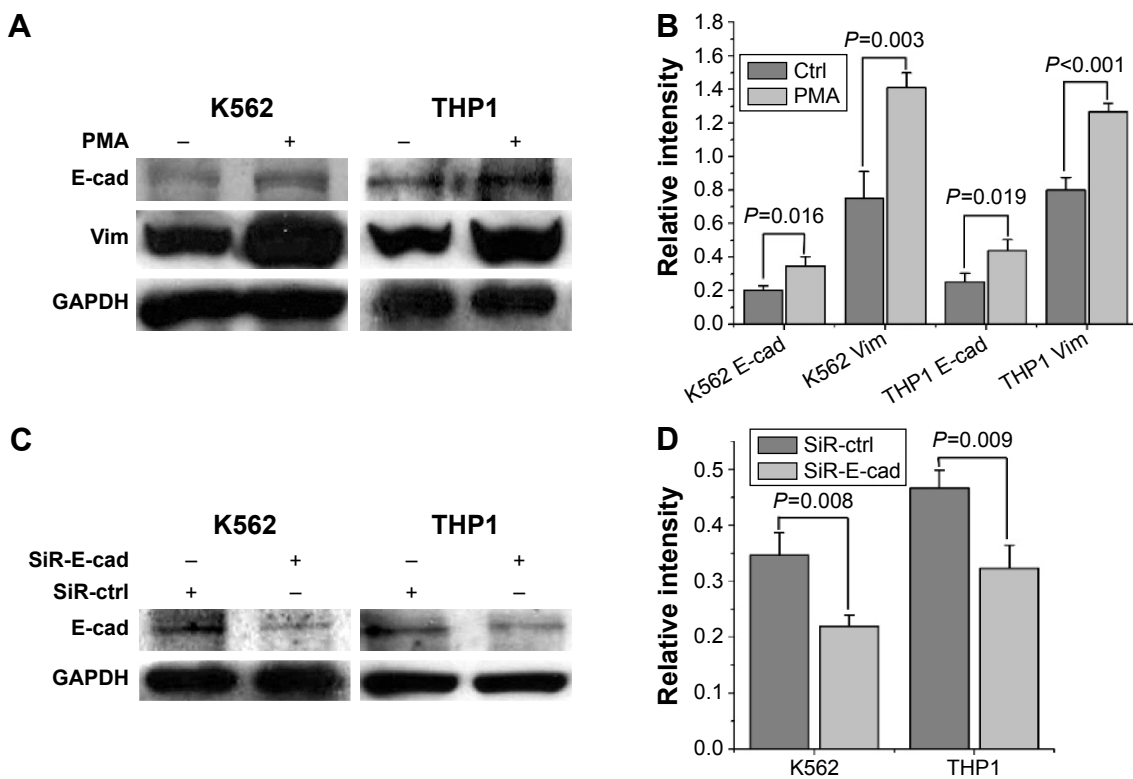 A
K562 THP1
PMA – + – +
E-cad
Vim
GAPDH
B
Relative intensity
1.8
1.6
1.4
1.2
1.0
0.8
0.6
0.4
0.2
0.0
Ctrl
PMA
P=0.016
P=0.003
P=0.019
P<0.001
K562 E-cad
K562 Vim
THP1 E-cad
THP1 Vim
C
K562 THP1
SiR-E-cad – + – +
SiR-ctrl + – + –
E-cad
GAPDH
D
Relative intensity
0.5
0.4
0.3
0.2
0.1
0.0
SiR-ctrl
SiR-E-cad
P=0.008
P=0.009
K562 THP1